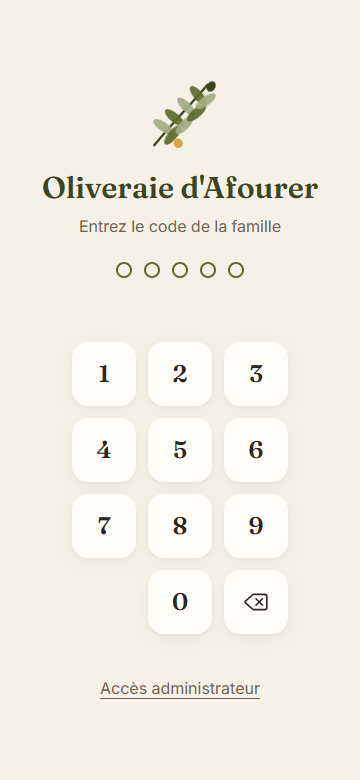 Oliveraie d'Afourer
Entrez le code de la famille
1 2 3
4 5 6
7 8 9
0
Accès administrateur